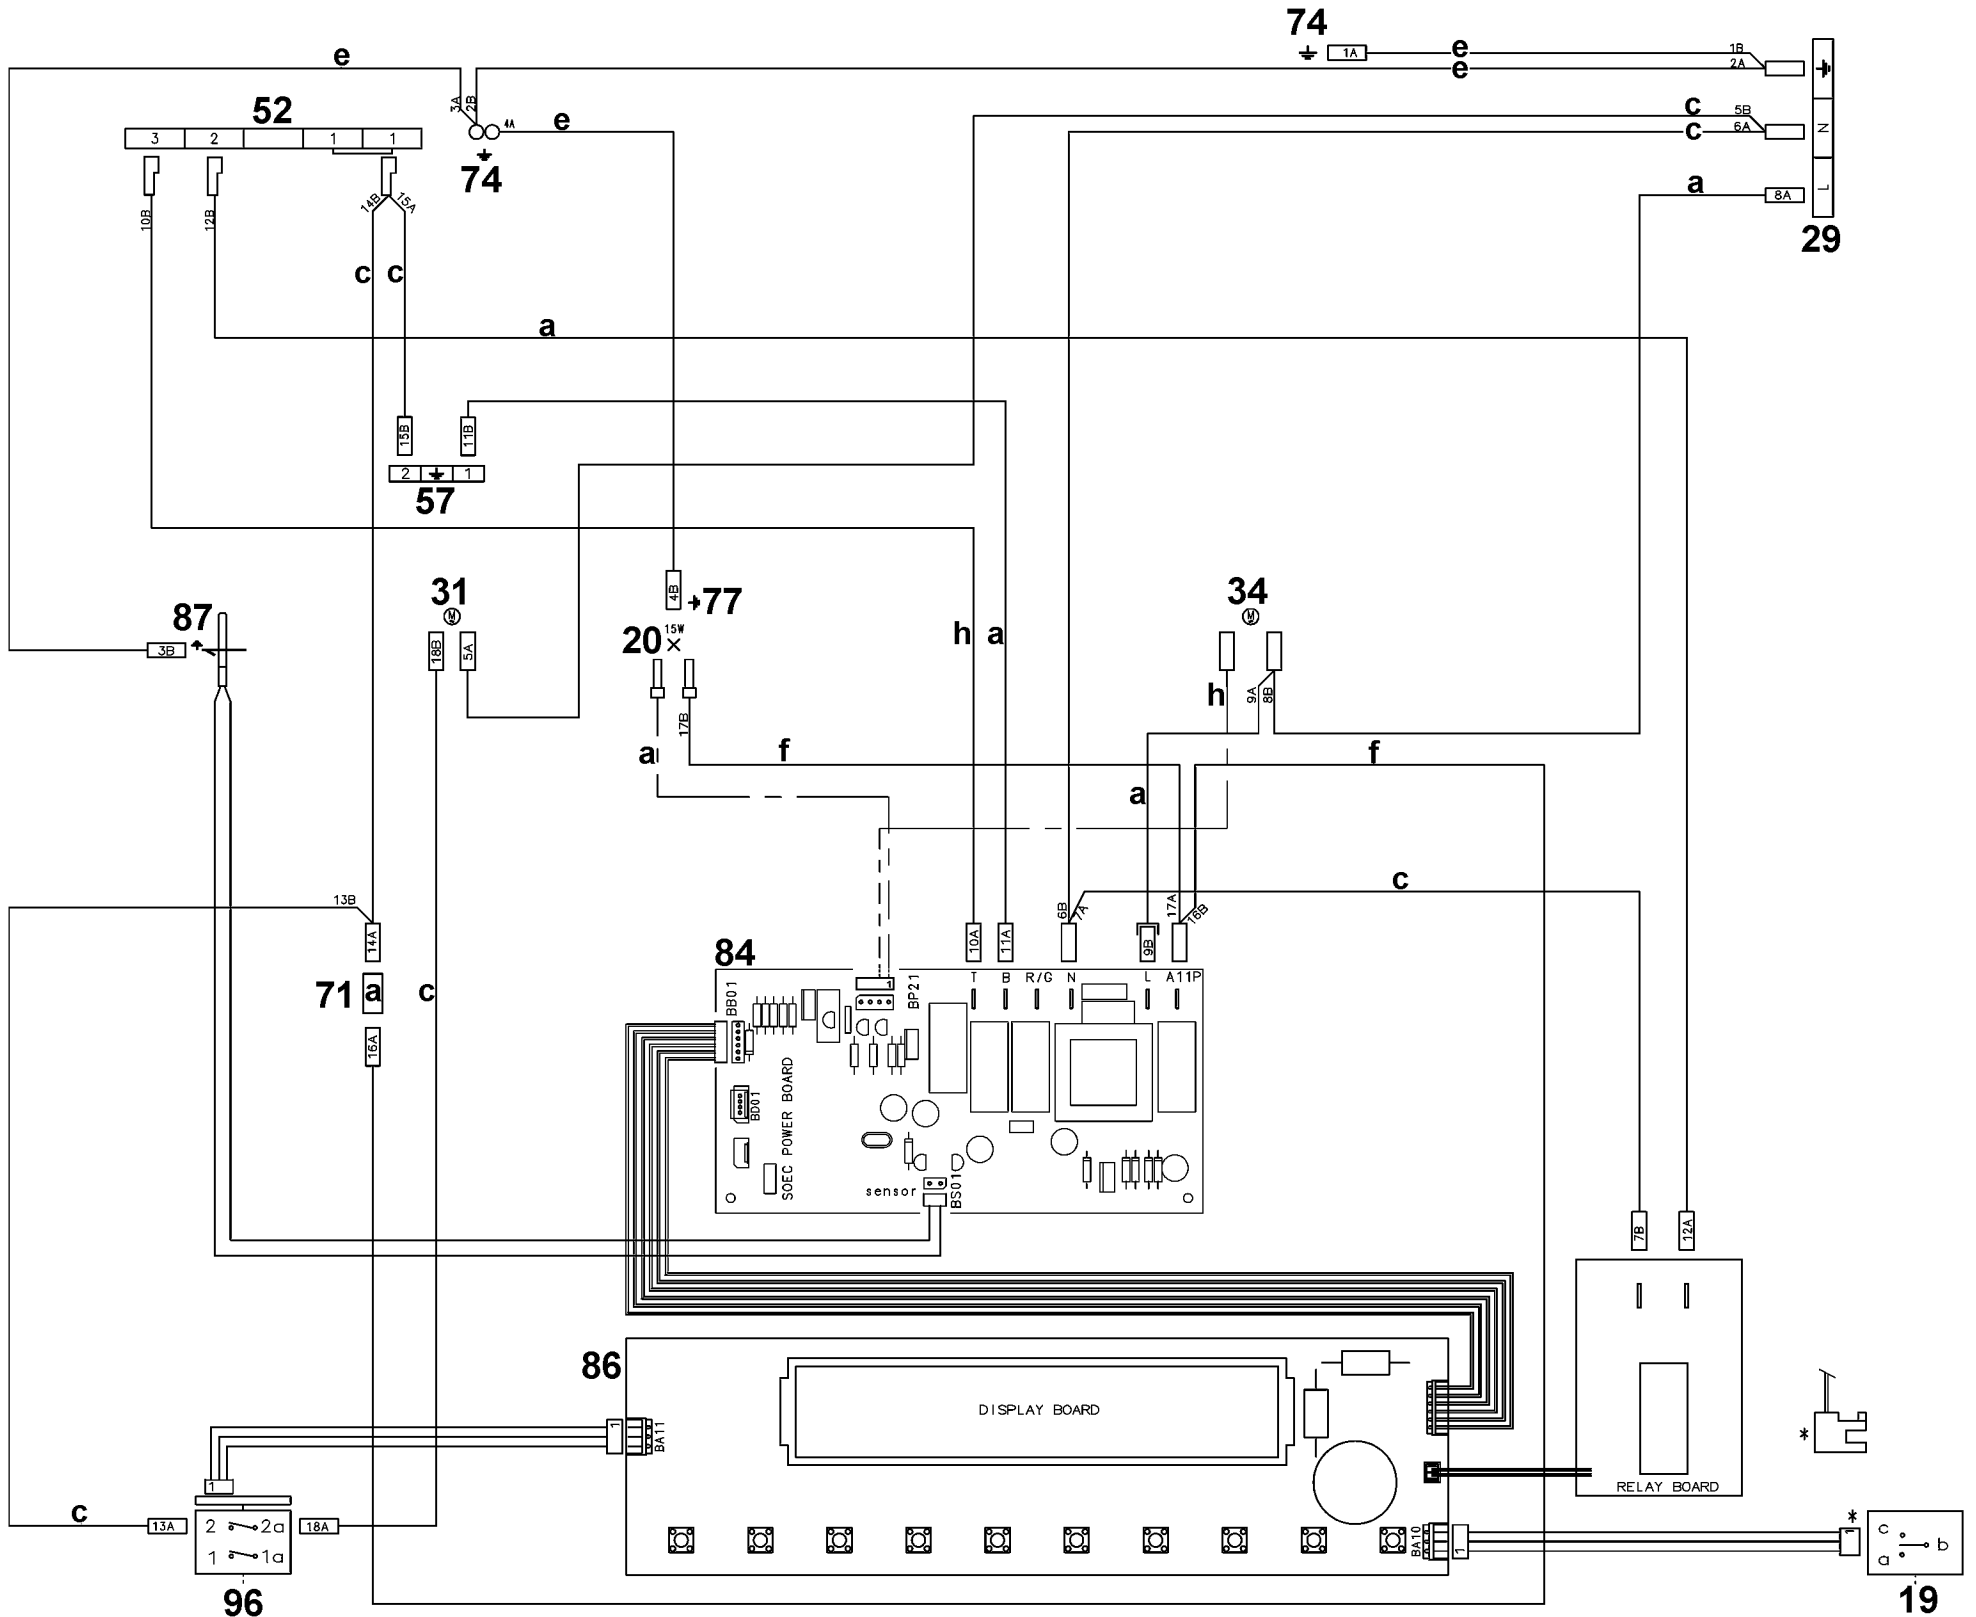 74
1A
e
e
1B
2A
e
3A
2B
4A
e
52
3
2
1
1
74
c
c
5B
6A
N
a
8A
L
29
10B
12B
14B
15A
c
c
a
15B
11B
2
1
57
31
M
18B
5A
4B
77
20
15W
87
3B
h
a
34
M
h
9A
8B
a
17B
f
f
a
c
13B
14A
71
a
c
16A
6B
7A
17A
16B
84
10A
11A
9B
T
B
R/G
N
L
A11P
1
BP21
BB01
BD01
SOEC POWER BOARD
sensor
BS01
7B
12A
86
DISPLAY BOARD
1
BA11
RELAY BOARD
*
1
c
13A
2
2a
18A
1
1a
96
BA10
1
*
1
c
a
b
19